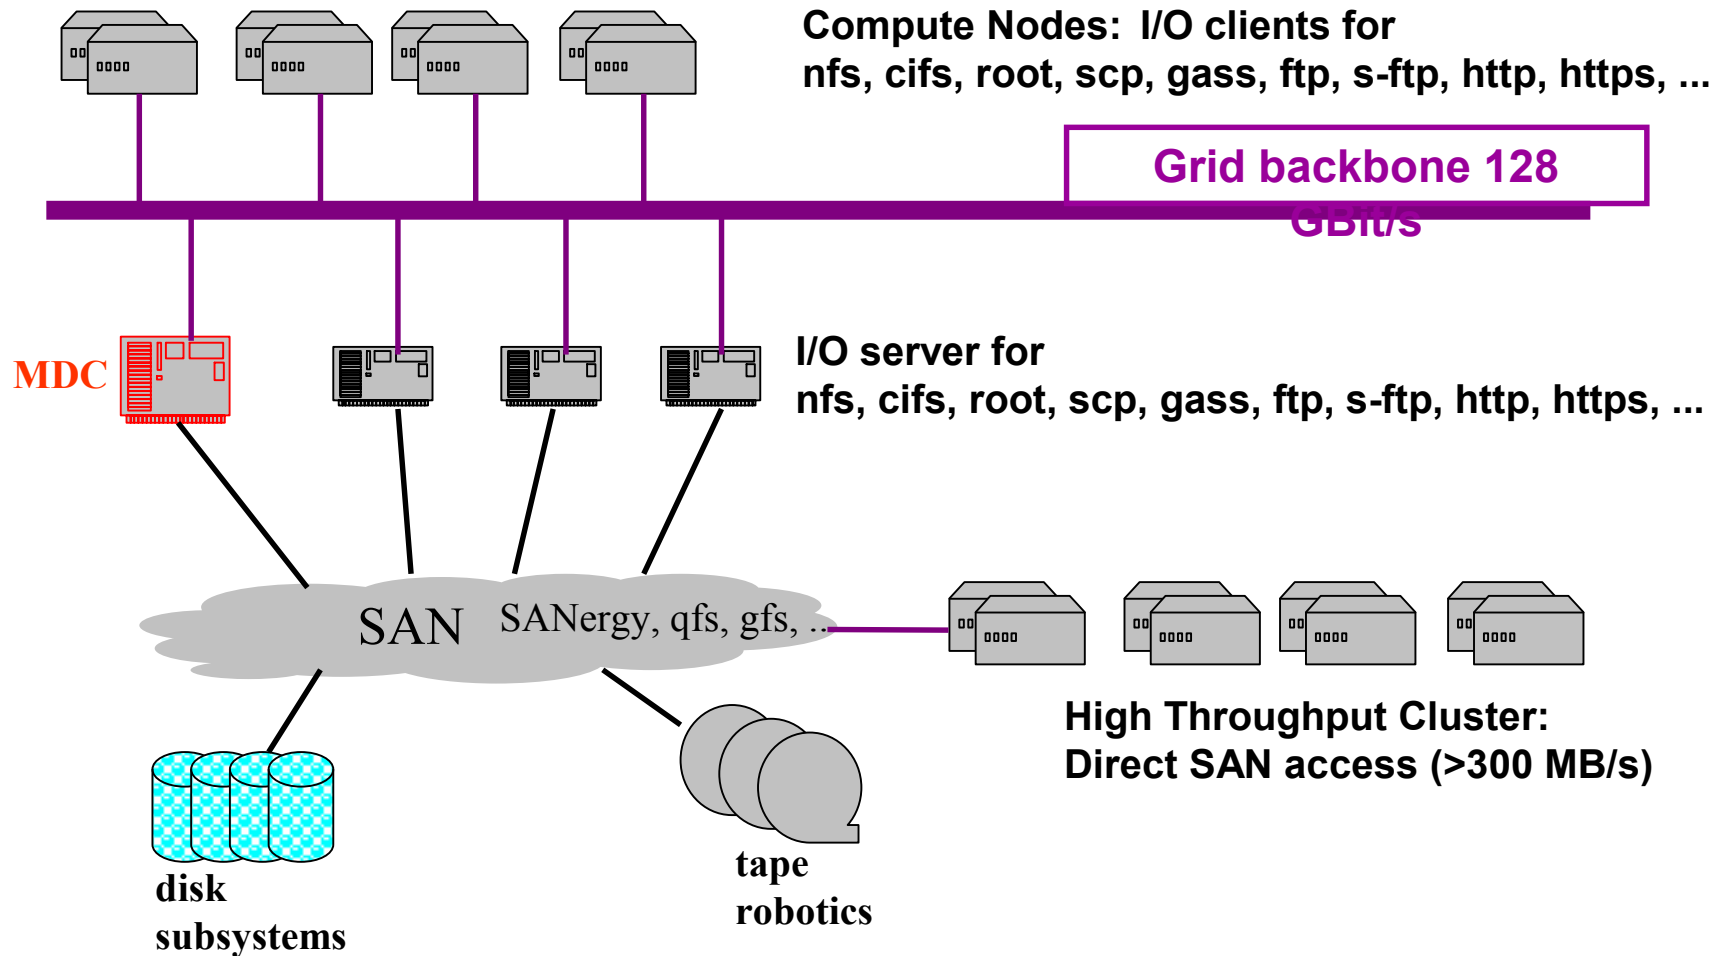 Compute Nodes: I/O clients for
nfs, cifs, root, scp, gass, ftp, s-ftp, http, https, ...
Grid backbone 128
GBit/s
MDC
I/O server for
nfs, cifs, root, scp, gass, ftp, s-ftp, http, https, ...
SAN SANergy, qfs, gfs, ..
High Throughput Cluster:
Direct SAN access (>300 MB/s)
disk
subsystems
tape
robotics